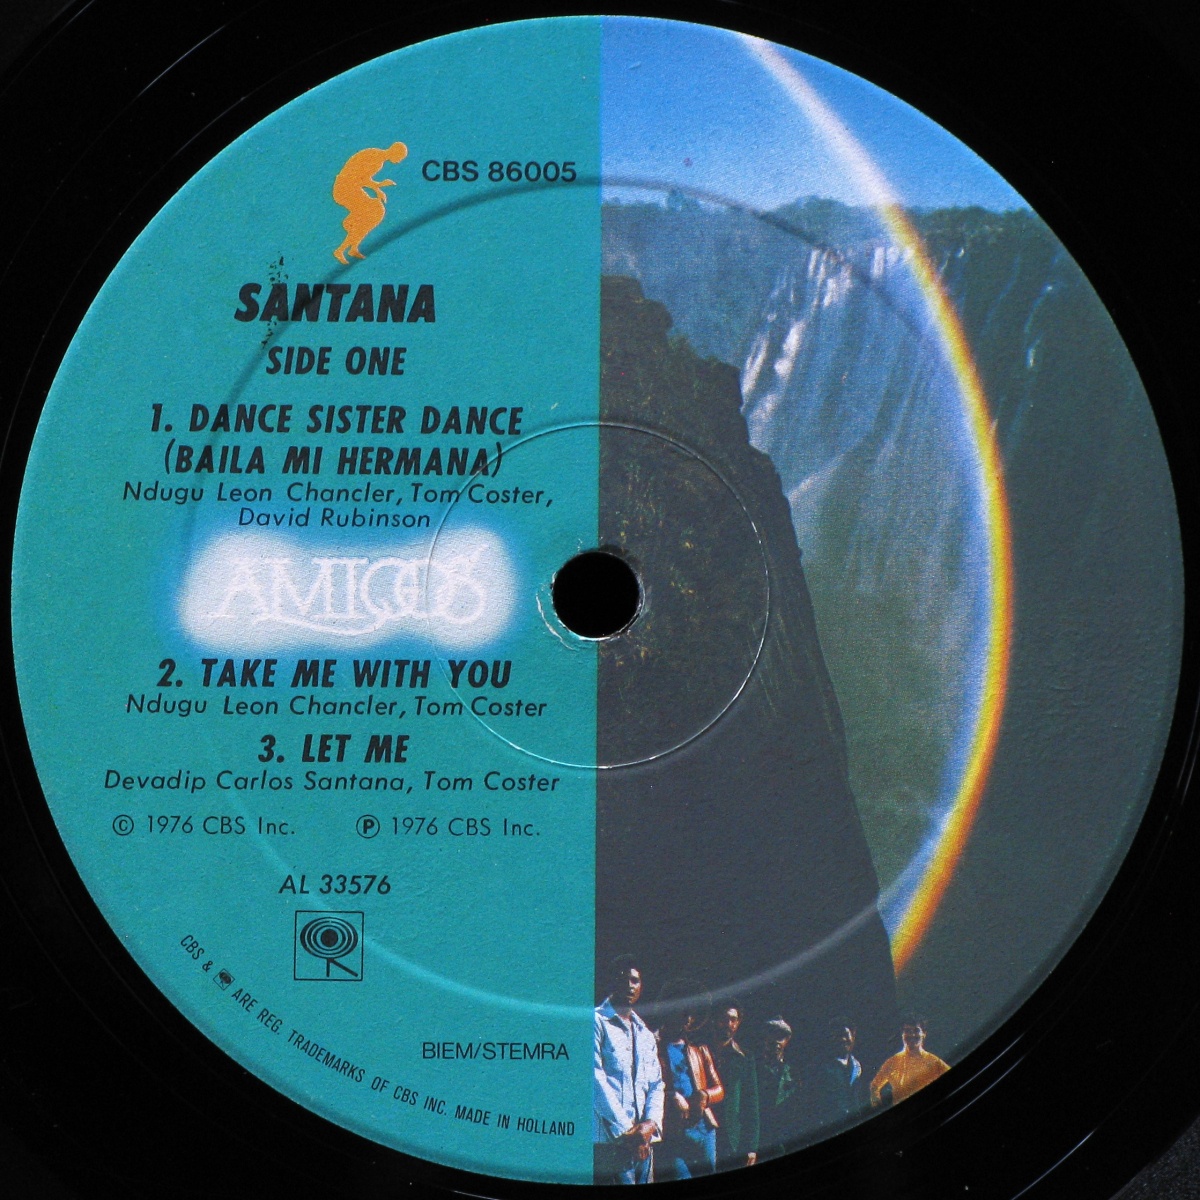 CBS 86005
SANTANA
SIDE ONE
1. DANCE SISTER DANCE
(BAILA MI HERMANA)
Ndugu Leon Chancler, Tom Coster,
David Rubinson
AMIGOS
2. TAKE ME WITH YOU
Ndugu Leon Chancler, Tom Coster
3. LET ME
Devadip Carlos Santana, Tom Coster
© 1976 CBS Inc. ℗ 1976 CBS Inc.
AL 33576
BIEM/STEMRA
CBS & ARE REG. TRADEMARKS OF CBS INC. MADE IN HOLLAND